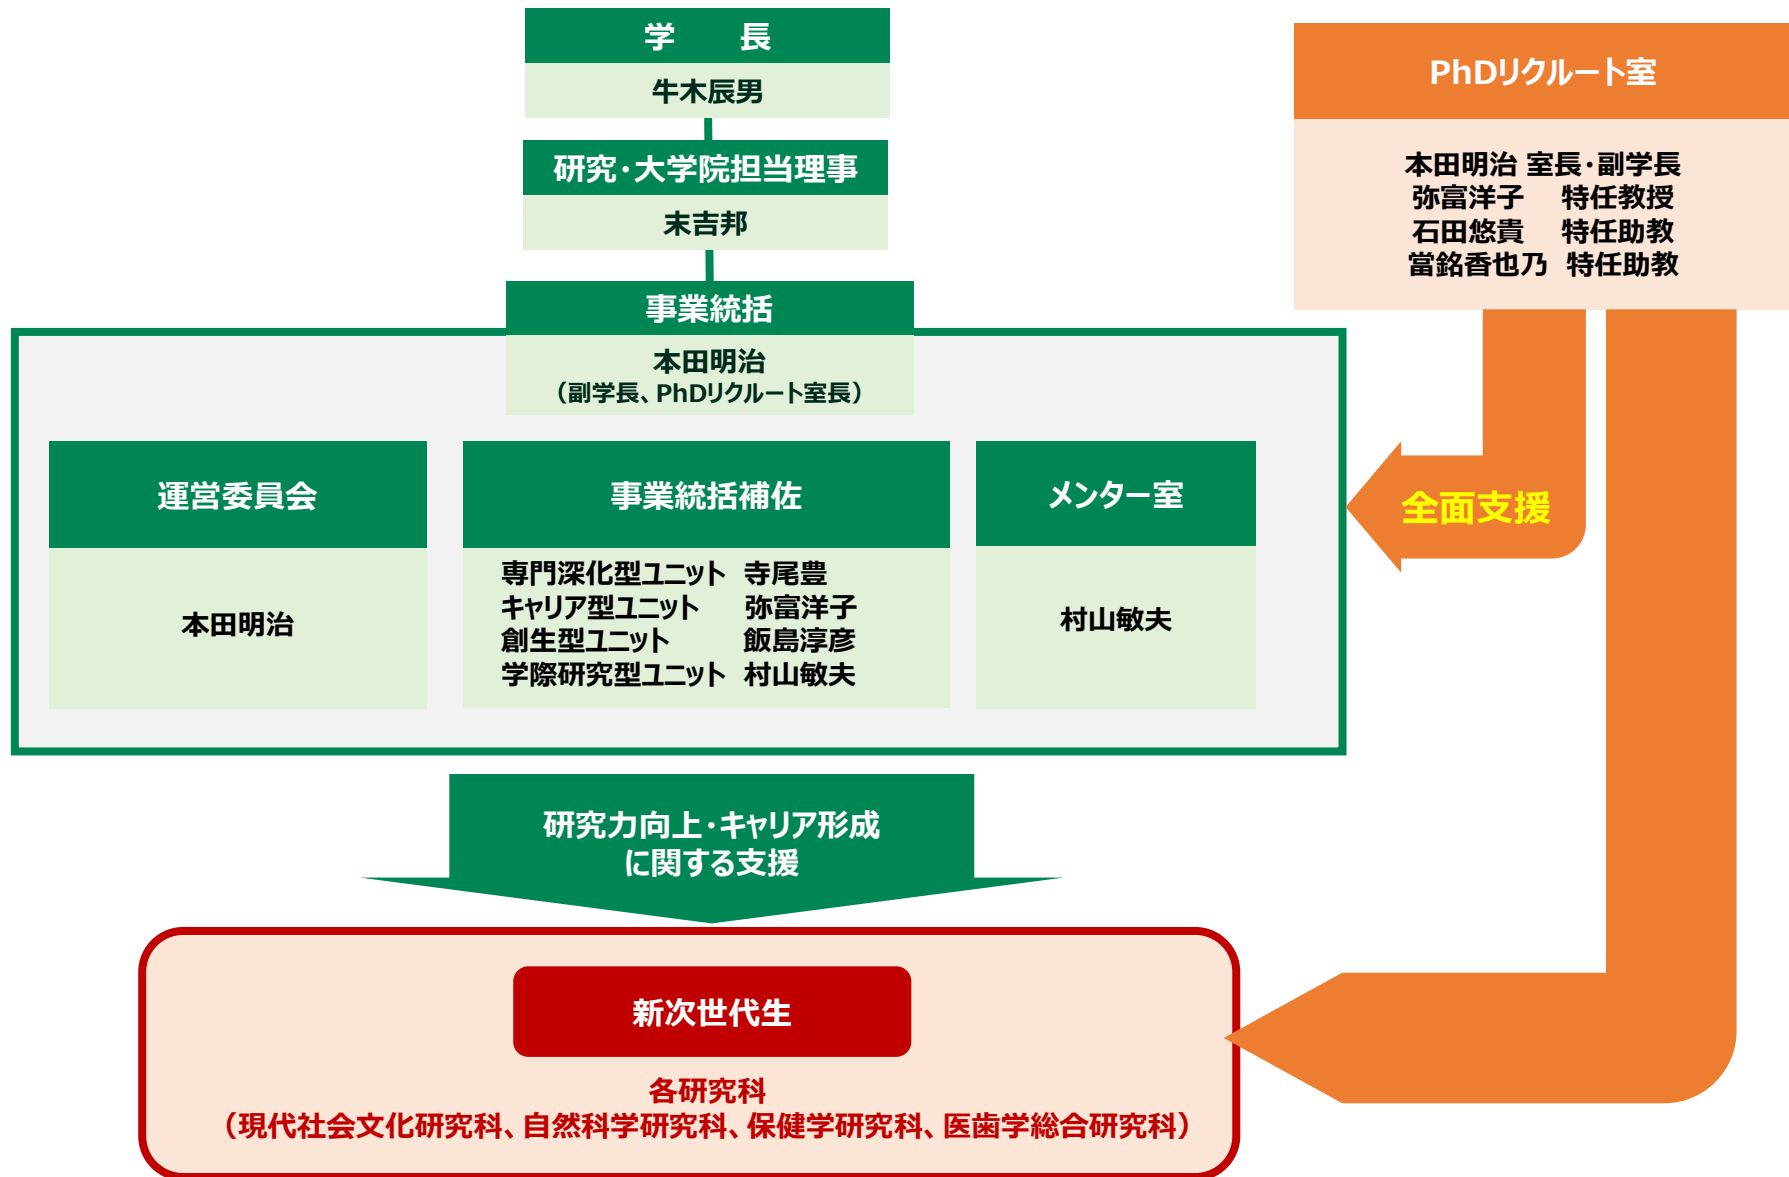 学　　長
牛木辰男
研究・大学院担当理事
末吉邦
事業統括
本田明治
（副学長、PhDリクルート室長）
運営委員会
本田明治
事業統括補佐
専門深化型ユニット 寺尾豊
キャリア型ユニット 弥富洋子
創生型ユニット 飯島淳彦
学際研究型ユニット 村山敏夫
メンター室
村山敏夫
PhDリクルート室
本田明治 室長・副学長
弥富洋子 特任教授
石田悠貴 特任助教
當銘香也乃 特任助教
全面支援
研究力向上・キャリア形成
に関する支援
新次世代生
各研究科
（現代社会文化研究科、自然科学研究科、保健学研究科、医歯学総合研究科）